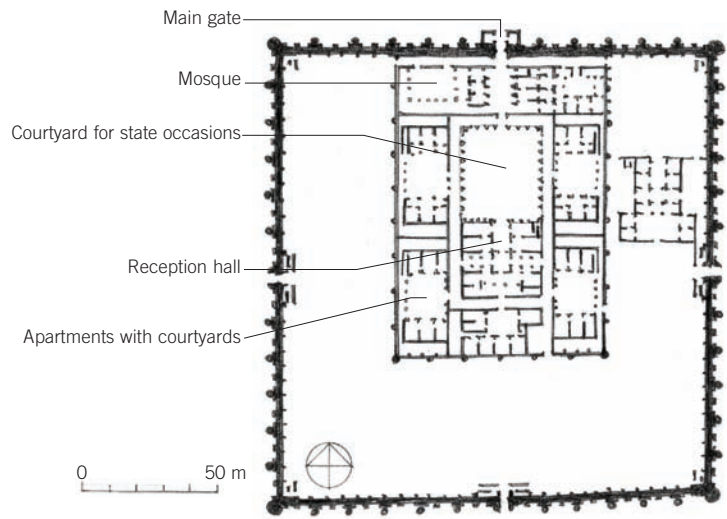 Main gate
Mosque
Courtyard for state occasions
Reception hall
Apartments with courtyards
0 50 m